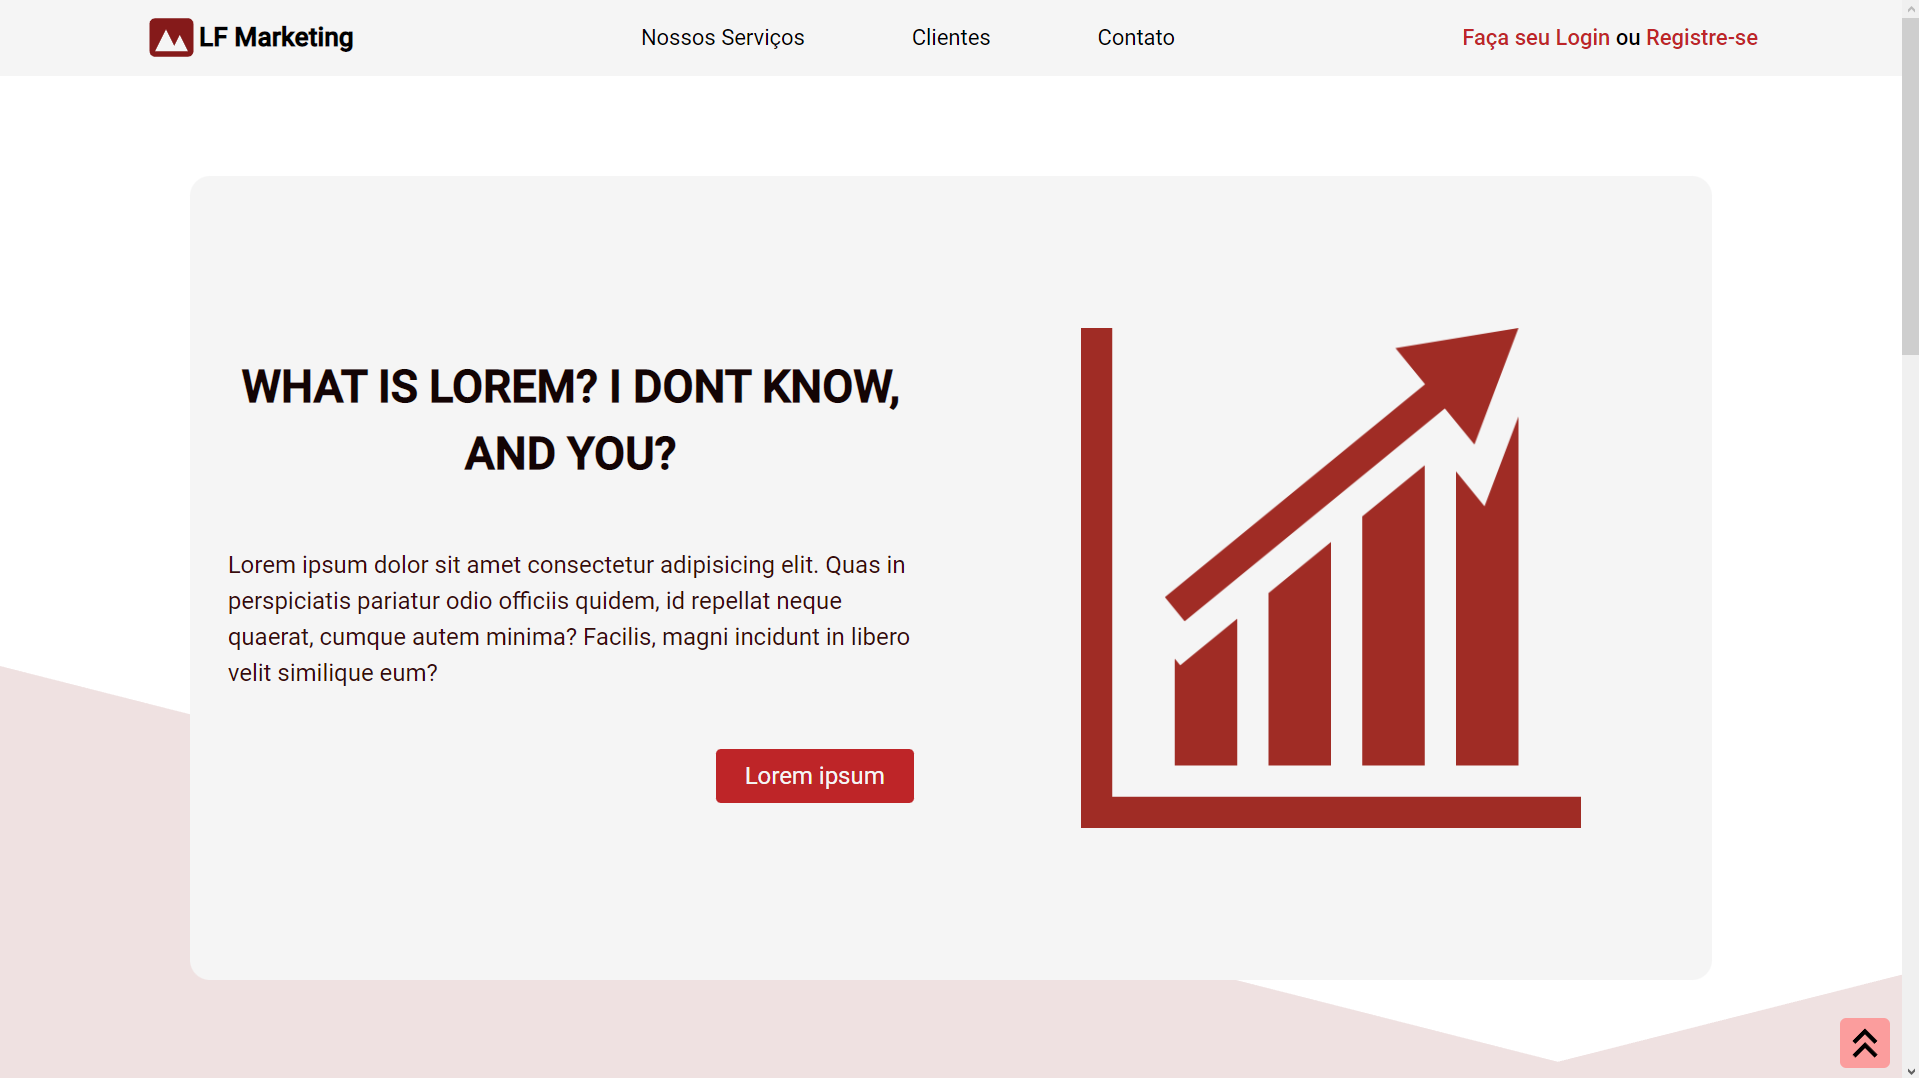 LF Marketing
Nossos Serviços
Clientes
Contato
Faça seu Login ou Registre-se
WHAT IS LOREM? I DONT KNOW,
AND YOU?
Lorem ipsum dolor sit amet consectetur adipisicing elit. Quas in
perspiciatis pariatur odio officiis quidem, id repellat neque
quaerat, cumque autem minima? Facilis, magni incidunt in libero
velit similique eum?
Lorem ipsum